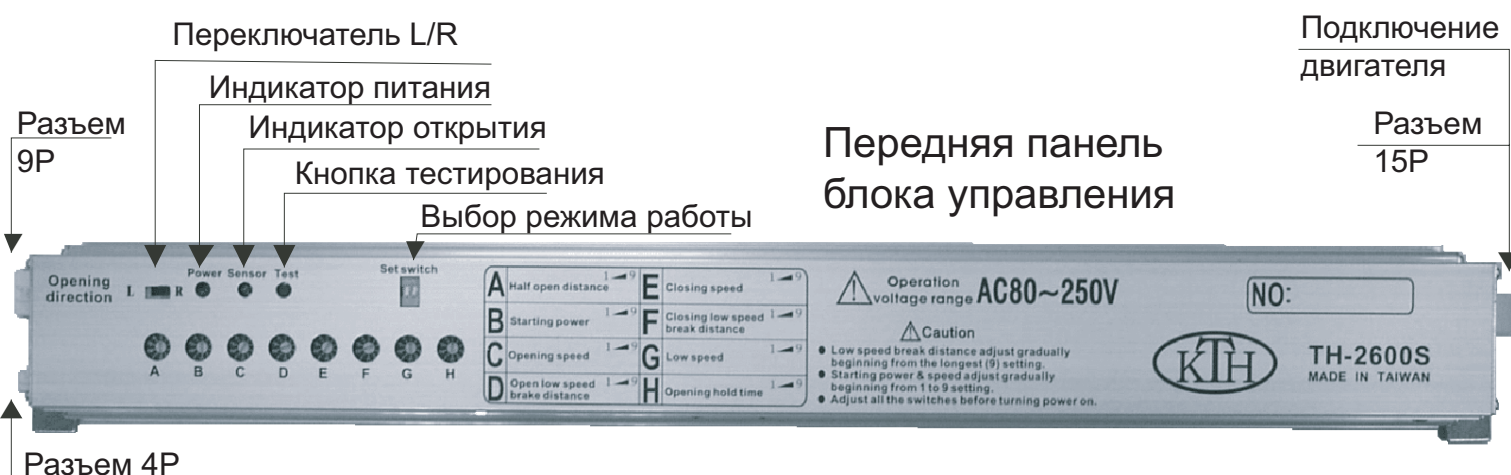 Переключатель L/R
Индикатор питания
Индикатор открытия
Кнопка тестирования
Выбор режима работы
Разъем
9P
Передняя панель
блока управления
Подключение
двигателя
Разъем
15P
Opening
direction
L
R
Power Sensor Test
Set switch
A B C D E F G H
A Half open distance 1 9
B Starting power 1 9
C Opening speed 1 9
D Open low speed 1 9
brake distance
E Closing speed 1 9
F Closing low speed 1 9
break distance
G Low speed 1 9
H Opening hold time 1 9
Operation
voltage range AC80~250V
Caution
● Low speed break distance adjust gradually
beginning from the longest (9) setting.
● Starting power & speed adjust gradually
beginning from 1 to 9 setting.
● Adjust all the switches before turning power on.
NO:
KTH
TH-2600S
MADE IN TAIWAN
Разъем 4P